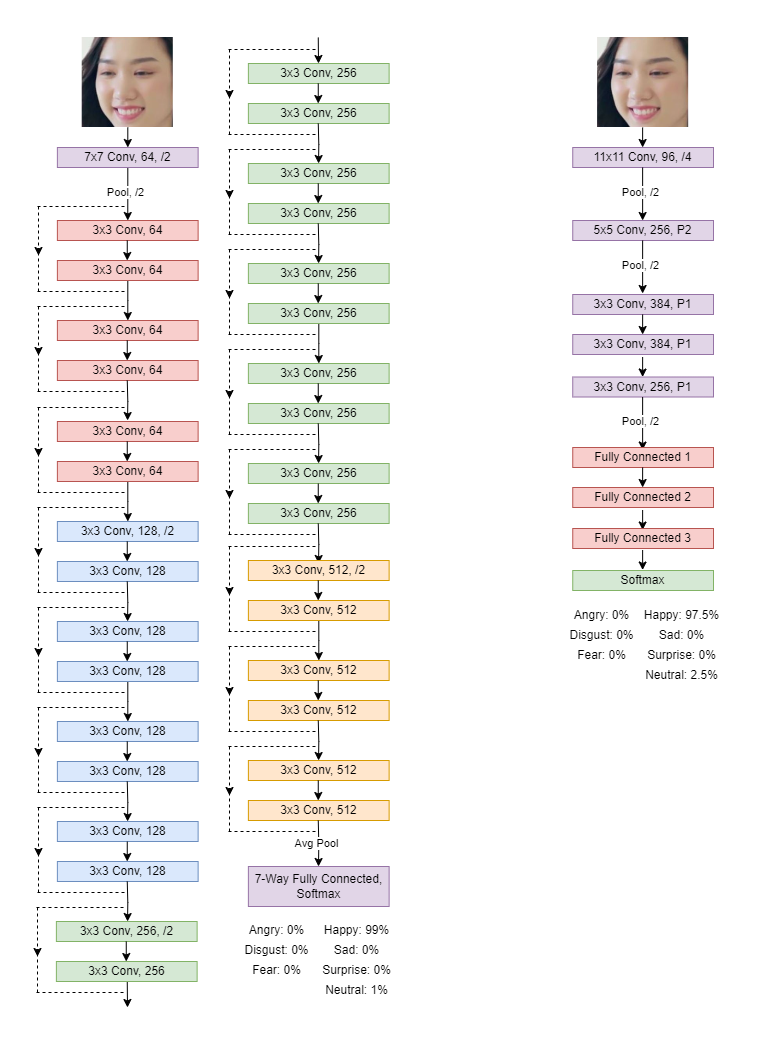 7x7 Conv, 64, /2
Pool, /2
3x3 Conv, 64
3x3 Conv, 64
3x3 Conv, 64
3x3 Conv, 64
3x3 Conv, 64
3x3 Conv, 64
3x3 Conv, 128, /2
3x3 Conv, 128
3x3 Conv, 128
3x3 Conv, 128
3x3 Conv, 128
3x3 Conv, 128
3x3 Conv, 128
3x3 Conv, 128
3x3 Conv, 256, /2
3x3 Conv, 256
3x3 Conv, 256
3x3 Conv, 256
3x3 Conv, 256
3x3 Conv, 256
3x3 Conv, 256
3x3 Conv, 256
3x3 Conv, 256
3x3 Conv, 256
3x3 Conv, 256
3x3 Conv, 256
3x3 Conv, 512, /2
3x3 Conv, 512
3x3 Conv, 512
3x3 Conv, 512
3x3 Conv, 512
3x3 Conv, 512
Avg Pool
7-Way Fully Connected,
Softmax
Angry: 0% Happy: 99%
Disgust: 0% Sad: 0%
Fear: 0% Surprise: 0%
Neutral: 1%
11x11 Conv, 96, /4
Pool, /2
5x5 Conv, 256, P2
Pool, /2
3x3 Conv, 384, P1
3x3 Conv, 384, P1
3x3 Conv, 256, P1
Pool, /2
Fully Connected 1
Fully Connected 2
Fully Connected 3
Softmax
Angry: 0% Happy: 97.5%
Disgust: 0% Sad: 0%
Fear: 0% Surprise: 0%
Neutral: 2.5%